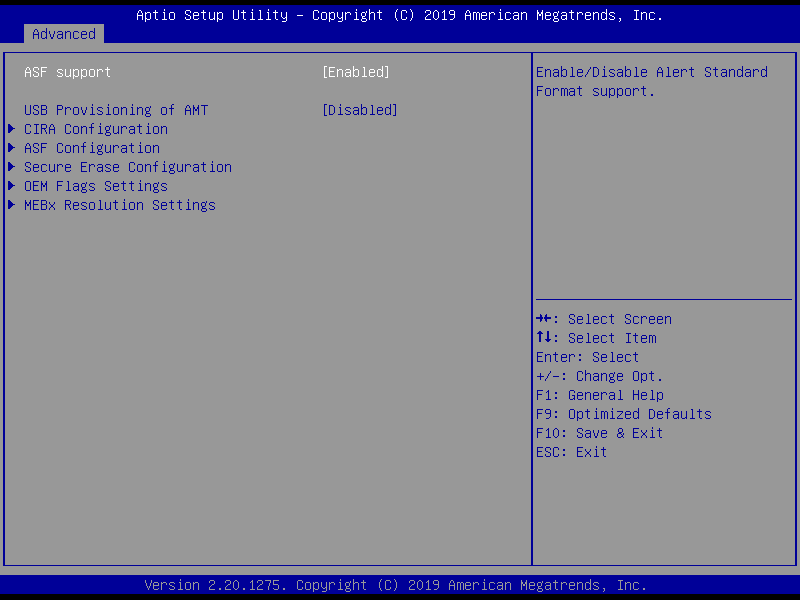 Aptio Setup Utility – Copyright (C) 2019 American Megatrends, Inc.
Advanced
ASF support [Enabled]
USB Provisioning of AMT [Disabled]
CIRA Configuration
ASF Configuration
Secure Erase Configuration
OEM Flags Settings
MEBx Resolution Settings
Enable/Disable Alert Standard
Format support.
→←: Select Screen
↑↓: Select Item
Enter: Select
+/-: Change Opt.
F1: General Help
F9: Optimized Defaults
F10: Save & Exit
ESC: Exit
Version 2.20.1275. Copyright (C) 2019 American Megatrends, Inc.